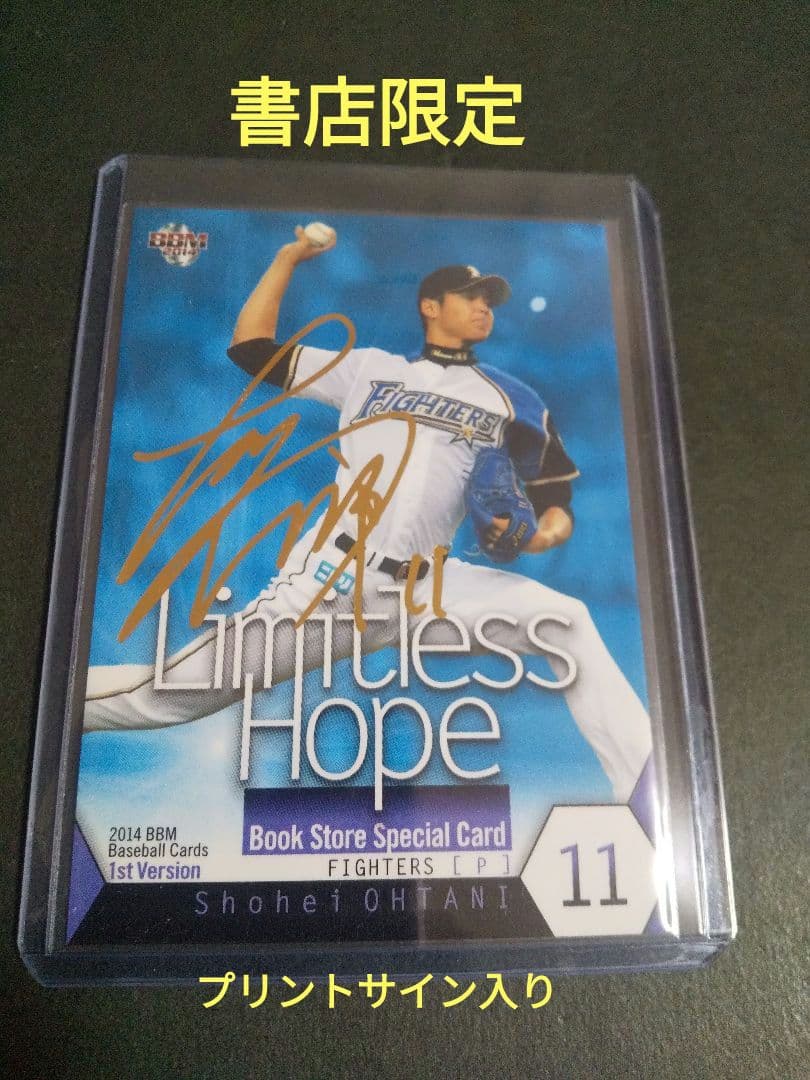 書店限定
BBM
2014
FIGHTERS
11
Limitless
Hope
Book Store Special Card
2014 BBM
Baseball Cards
1st Version
FIGHTERS [ P ]
Shohei OHTANI
11
プリントサイン入り